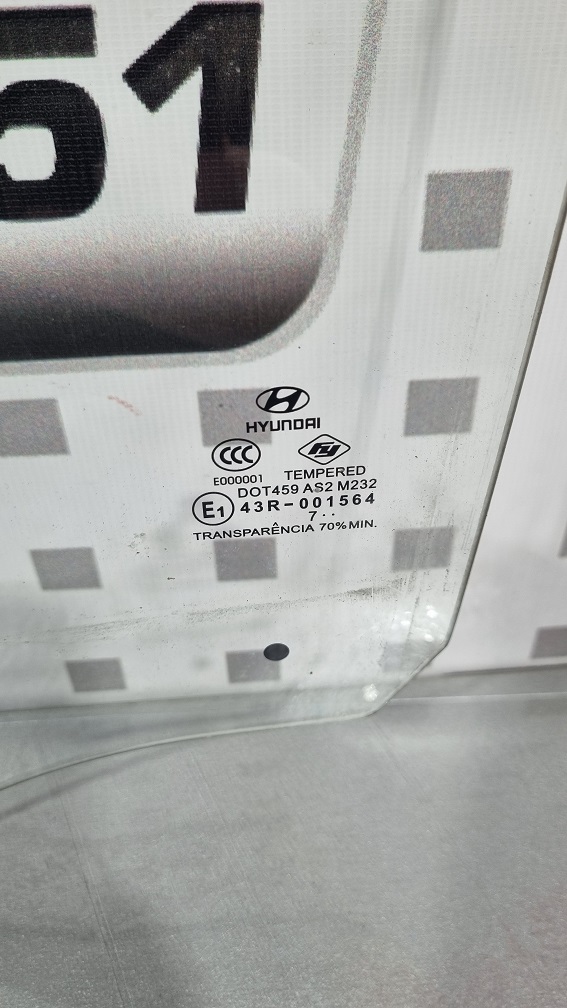 51
HYUNDAI
CCC
E000001 TEMPERED
DOT459 AS2 M232
E1 43R-001564
7··
TRANSPARÊNCIA 70% MIN.